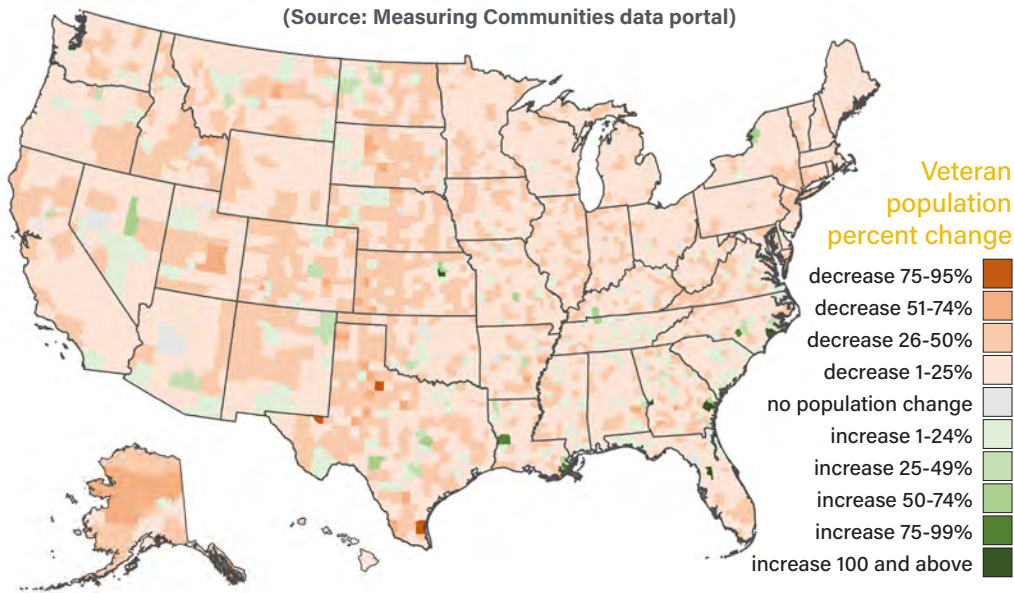 (Source: Measuring Communities data portal)
Veteran
population
percent change
decrease 75-95%
decrease 51-74%
decrease 26-50%
decrease 1-25%
no population change
increase 1-24%
increase 25-49%
increase 50-74%
increase 75-99%
increase 100 and above